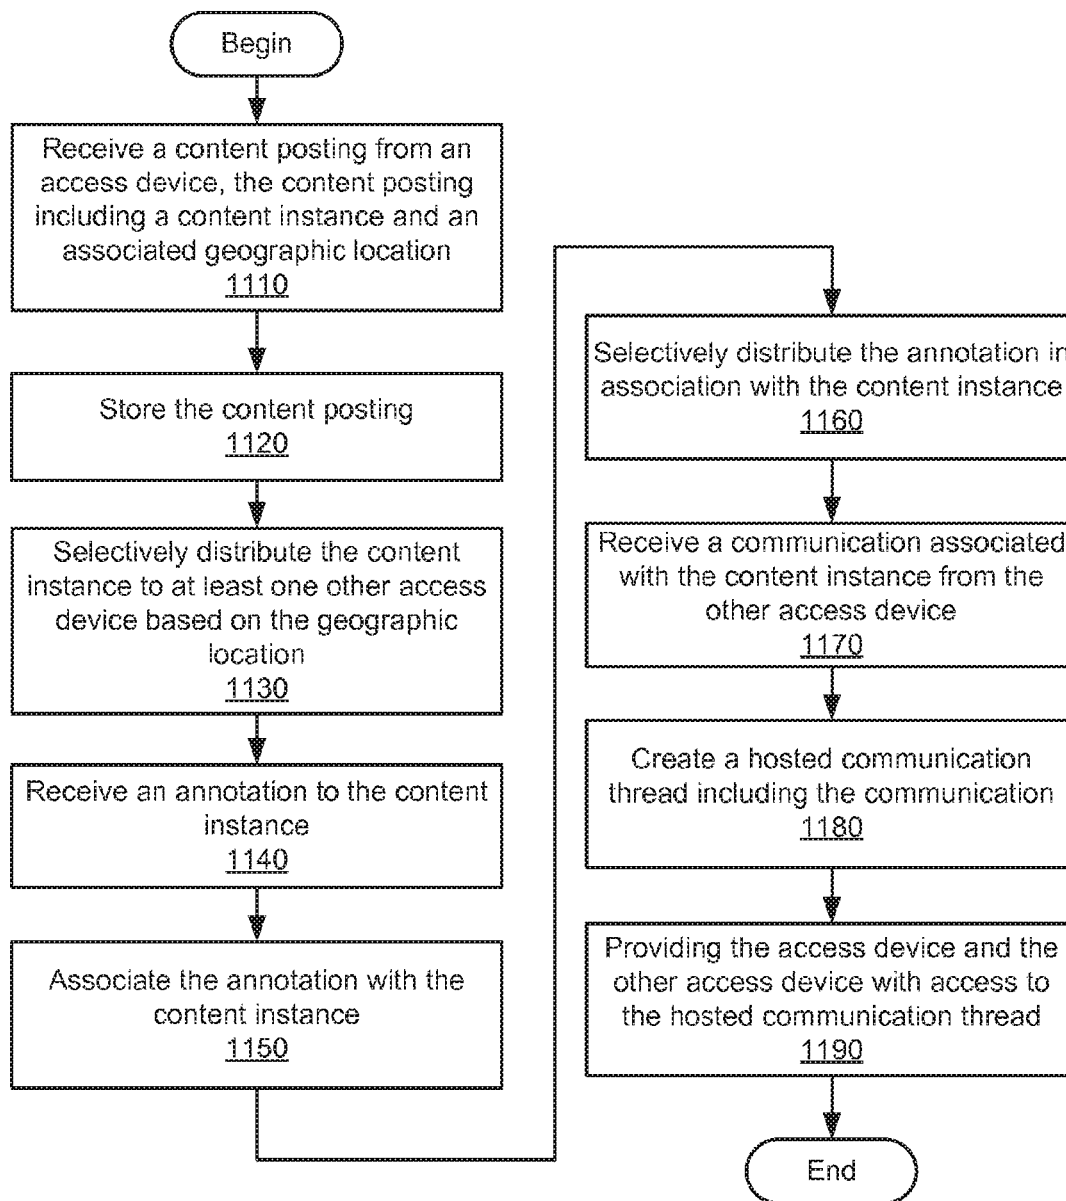 Begin
Receive a content posting from an
access device, the content posting
including a content instance and an
associated geographic location
1110
Store the content posting
1120
Selectively distribute the content
instance to at least one other access
device based on the geographic
location
1130
Receive an annotation to the content
instance
1140
Associate the annotation with the
content instance
1150
Selectively distribute the annotation in
association with the content instance
1160
Receive a communication associated
with the content instance from the
other access device
1170
Create a hosted communication
thread including the communication
1180
Providing the access device and the
other access device with access to
the hosted communication thread
1190
End